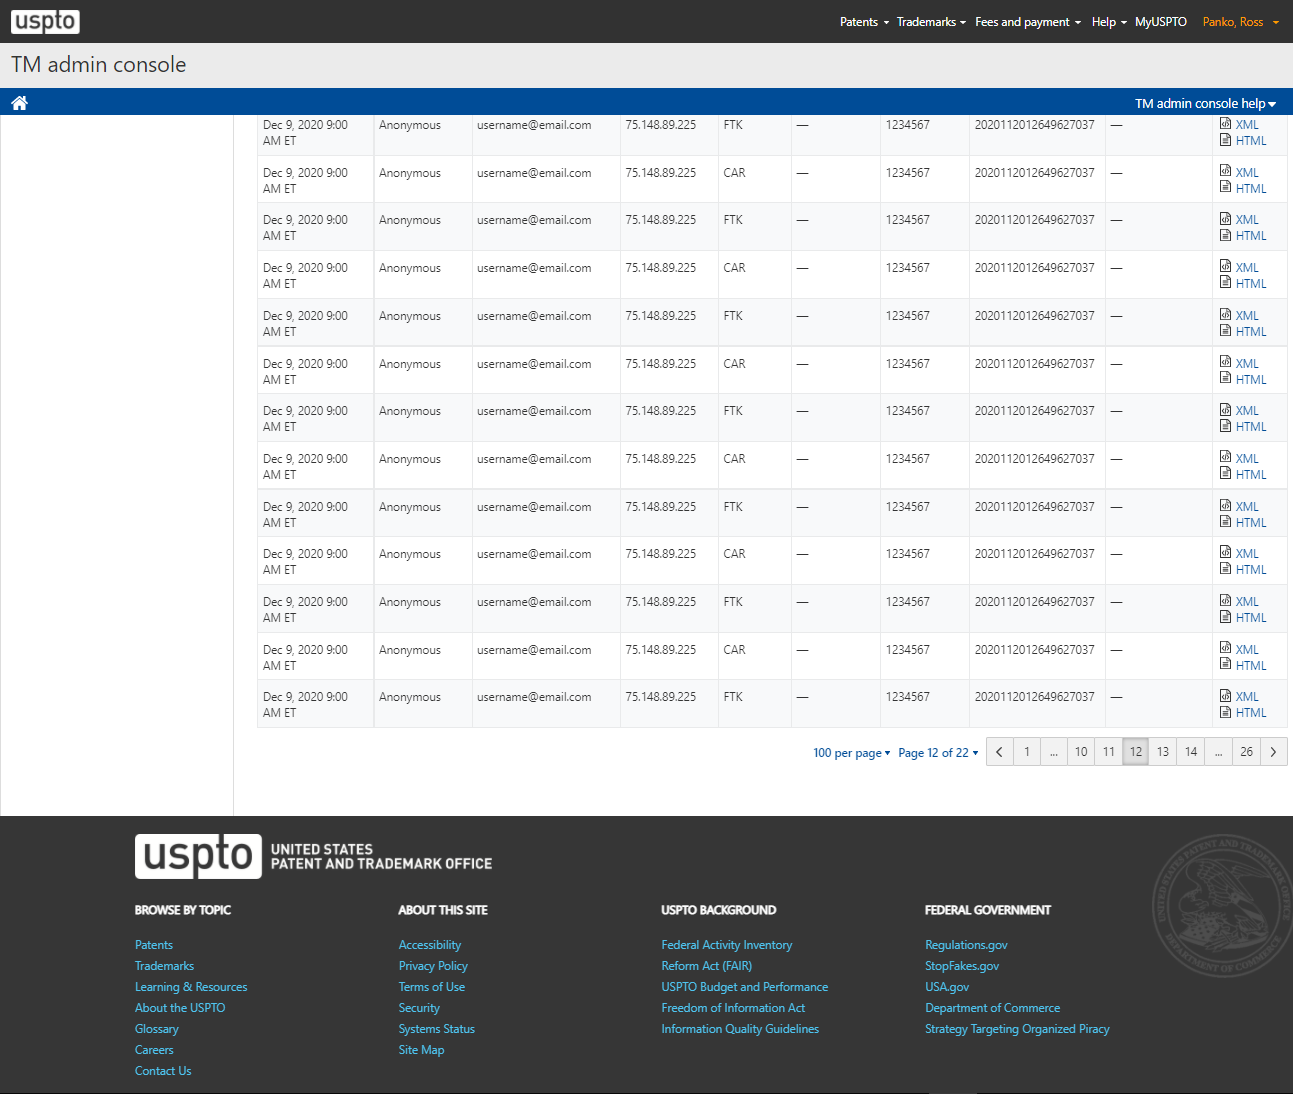 uspto
Patents Trademarks Fees and payment Help MyUSPTO Panko, Ross
TM admin console
TM admin console help
Dec 9, 2020 9:00 Anonymous username@email.com 75.148.89.225 FTK — 1234567 2020112012649627037 — XML
AM ET HTML
Dec 9, 2020 9:00 Anonymous username@email.com 75.148.89.225 CAR — 1234567 2020112012649627037 — XML
AM ET HTML
Dec 9, 2020 9:00 Anonymous username@email.com 75.148.89.225 FTK — 1234567 2020112012649627037 — XML
AM ET HTML
Dec 9, 2020 9:00 Anonymous username@email.com 75.148.89.225 CAR — 1234567 2020112012649627037 — XML
AM ET HTML
Dec 9, 2020 9:00 Anonymous username@email.com 75.148.89.225 FTK — 1234567 2020112012649627037 — XML
AM ET HTML
Dec 9, 2020 9:00 Anonymous username@email.com 75.148.89.225 CAR — 1234567 2020112012649627037 — XML
AM ET HTML
Dec 9, 2020 9:00 Anonymous username@email.com 75.148.89.225 FTK — 1234567 2020112012649627037 — XML
AM ET HTML
Dec 9, 2020 9:00 Anonymous username@email.com 75.148.89.225 CAR — 1234567 2020112012649627037 — XML
AM ET HTML
Dec 9, 2020 9:00 Anonymous username@email.com 75.148.89.225 FTK — 1234567 2020112012649627037 — XML
AM ET HTML
Dec 9, 2020 9:00 Anonymous username@email.com 75.148.89.225 CAR — 1234567 2020112012649627037 — XML
AM ET HTML
Dec 9, 2020 9:00 Anonymous username@email.com 75.148.89.225 FTK — 1234567 2020112012649627037 — XML
AM ET HTML
Dec 9, 2020 9:00 Anonymous username@email.com 75.148.89.225 CAR — 1234567 2020112012649627037 — XML
AM ET HTML
Dec 9, 2020 9:00 Anonymous username@email.com 75.148.89.225 FTK — 1234567 2020112012649627037 — XML
AM ET HTML
100 per page Page 12 of 22 1 ... 10 11 12 13 14 ... 26
uspto UNITED STATES
PATENT AND TRADEMARK OFFICE
UNITED STATES PATENT AND TRADEMARK OFFICE
DEPARTMENT OF COMMERCE
BROWSE BY TOPIC
Patents
Trademarks
Learning & Resources
About the USPTO
Glossary
Careers
Contact Us
ABOUT THIS SITE
Accessibility
Privacy Policy
Terms of Use
Security
Systems Status
Site Map
USPTO BACKGROUND
Federal Activity Inventory
Reform Act (FAIR)
USPTO Budget and Performance
Freedom of Information Act
Information Quality Guidelines
FEDERAL GOVERNMENT
Regulations.gov
StopFakes.gov
USA.gov
Department of Commerce
Strategy Targeting Organized Piracy